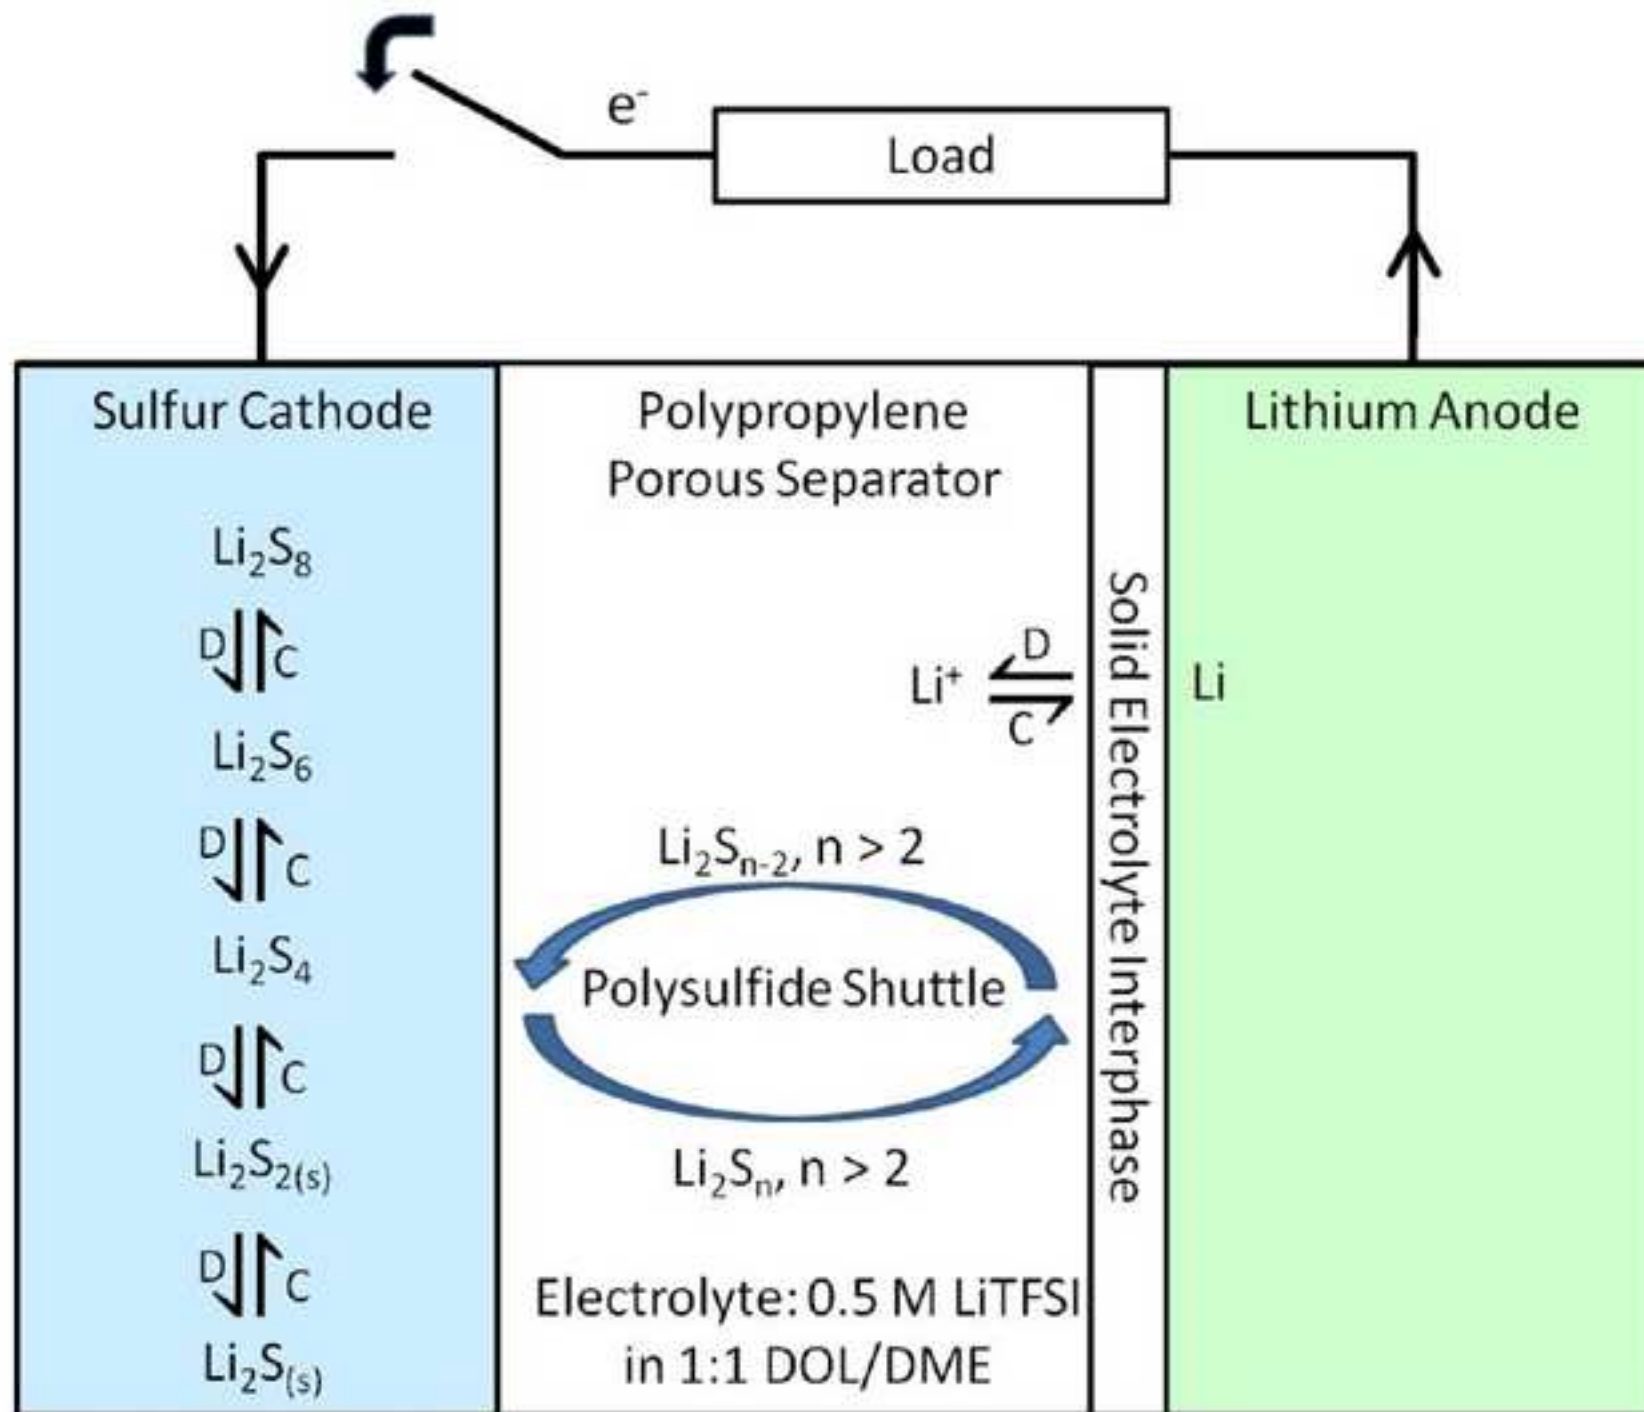 e⁻
Load
Sulfur Cathode
Polypropylene
Porous Separator
Lithium Anode
Li₂S₈
D C
Li₂S₆
D C
Li₂S₄
D C
Li₂S₂₍ₛ₎
D C
Li₂S₍ₛ₎
Li⁺
D
C
Li₂Sₙ₋₂, n > 2
Polysulfide Shuttle
Li₂Sₙ, n > 2
Electrolyte: 0.5 M LiTFSI
in 1:1 DOL/DME
Solid Electrolyte Interphase
Li